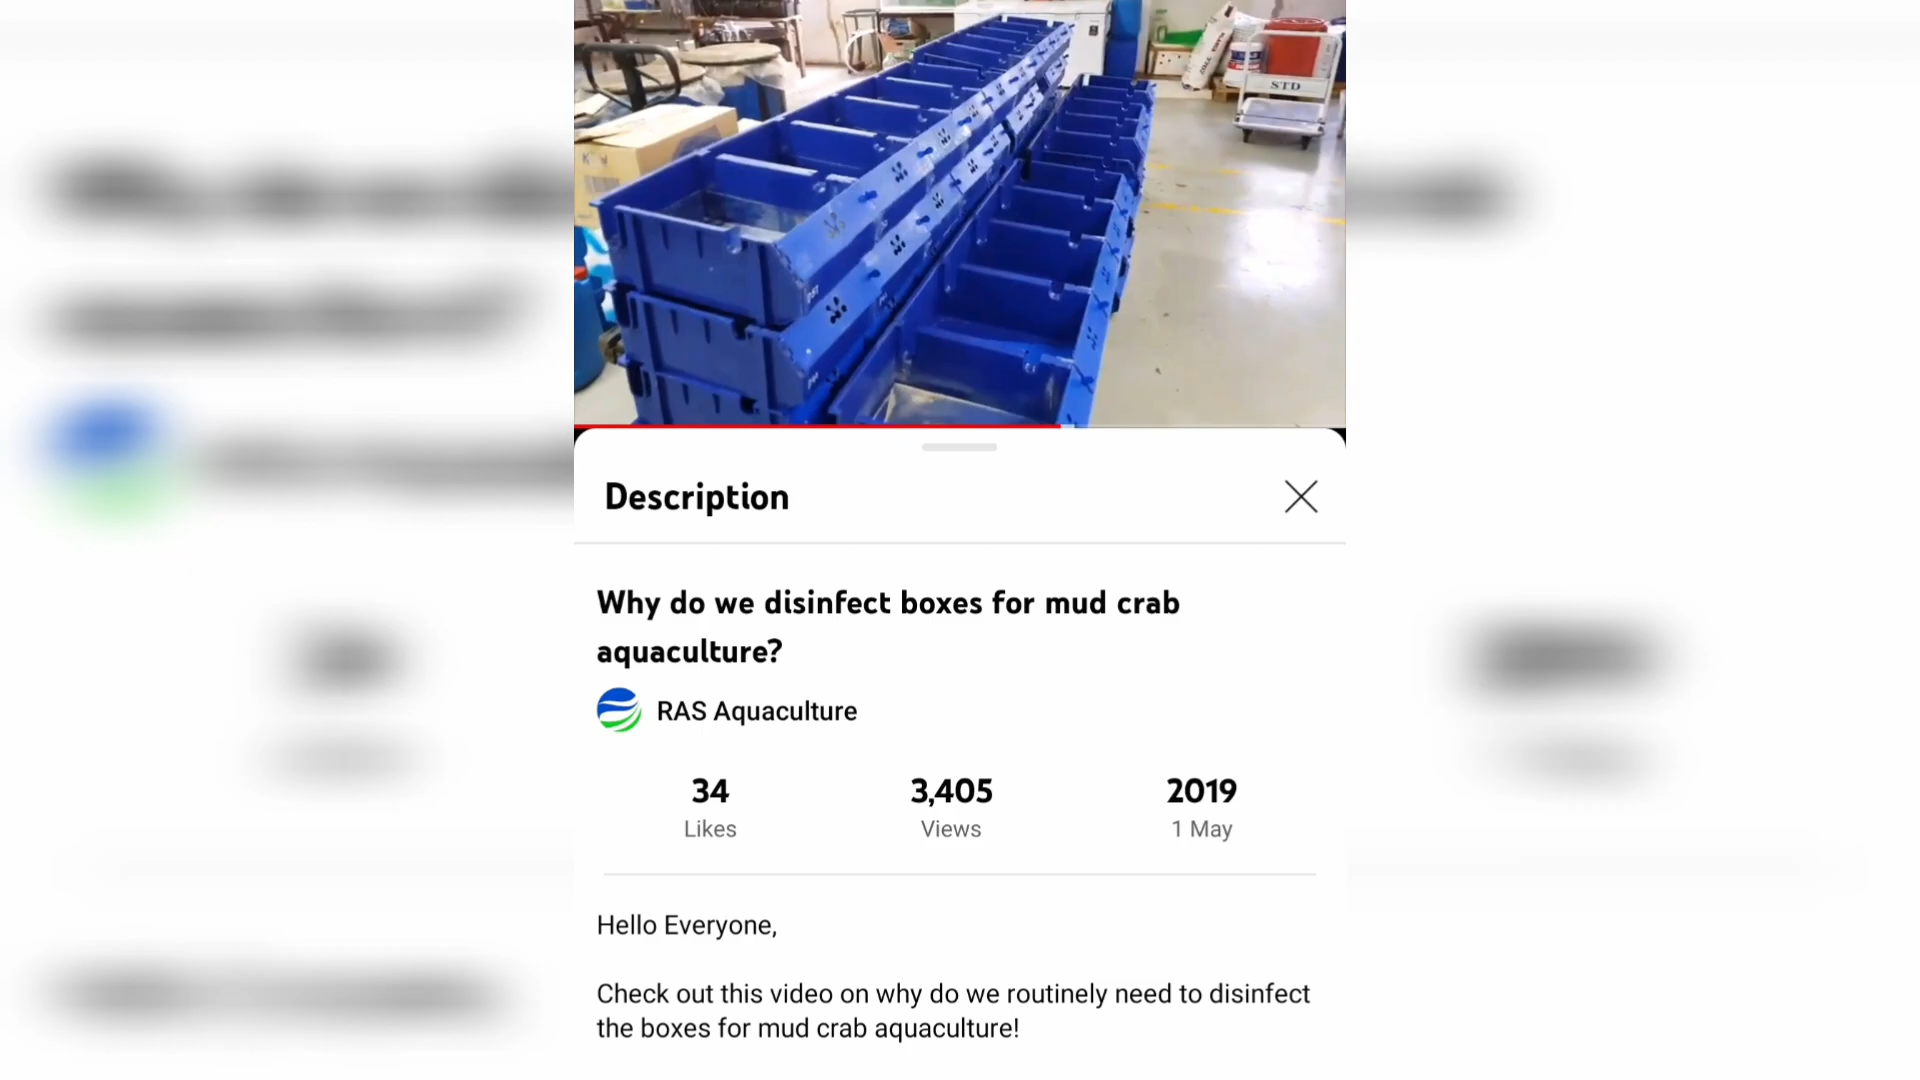 STD
Description
Why do we disinfect boxes for mud crab
aquaculture?
RAS Aquaculture
34
Likes
3,405
Views
2019
1 May
Hello Everyone,
Check out this video on why do we routinely need to disinfect
the boxes for mud crab aquaculture!